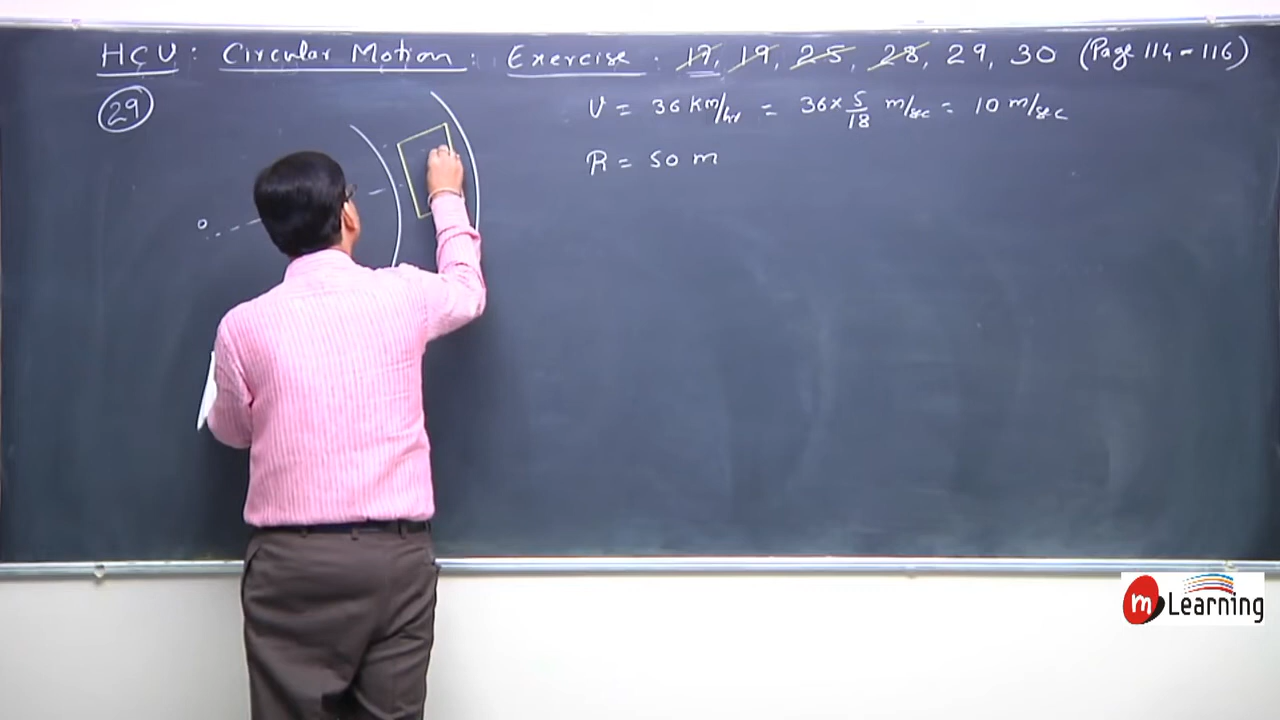 HCV : Circular Motion : Exercise : 17, 19, 25, 28, 29, 30 (Page 114 - 116)
29
V = 36 Km/hr = 36 × 5/18 m/sec = 10 m/sec
R = 50 m
O
m Learning